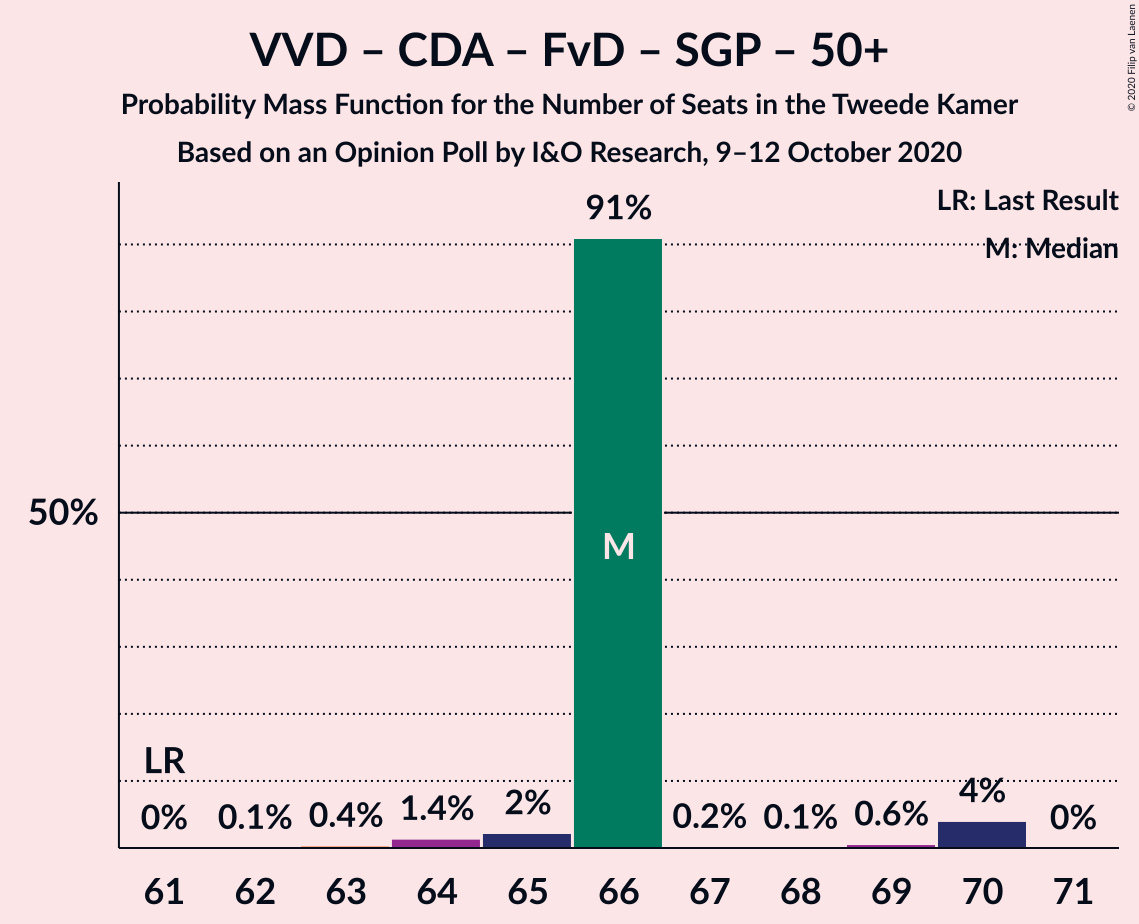 VVD – CDA – FvD – SGP – 50+
Probability Mass Function for the Number of Seats in the Tweede Kamer
Based on an Opinion Poll by I&O Research, 9–12 October 2020
© 2020 Filip van Laenen
LR: Last Result
M: Median
91%
50%
M
LR
0% 0.1% 0.4% 1.4% 2% 0.2% 0.1% 0.6% 4% 0%
61 62 63 64 65 66 67 68 69 70 71